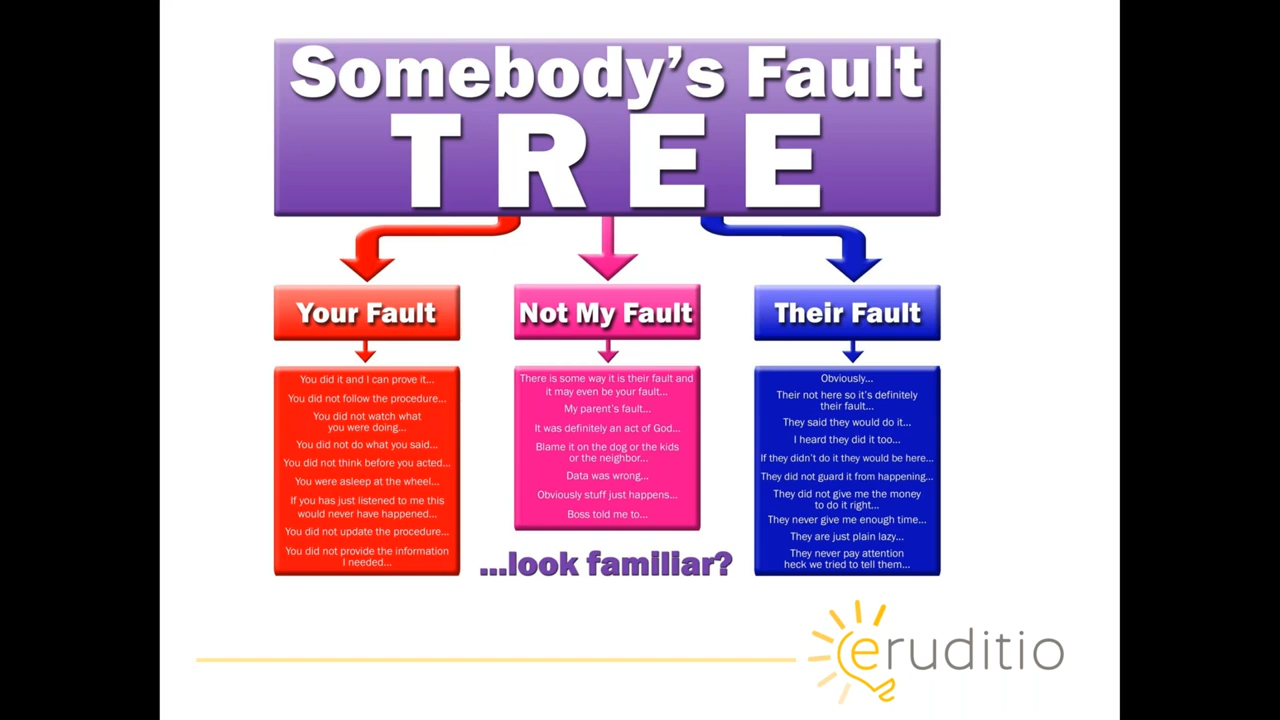 Somebody's Fault
TREE
Your Fault
You did it and I can prove it...
You did not follow the procedure...
You did not watch what
you were doing...
You did not do what you said...
You did not think before you acted...
You were asleep at the wheel...
If you has just listened to me this
would never have happened...
You did not update the procedure...
You did not provide the information
I needed...
Not My Fault
There is some way it is their fault and
it may even be your fault...
My parent's fault...
It was definitely an act of God...
Blame it on the dog or the kids
or the neighbor...
Data was wrong...
Obviously stuff just happens...
Boss told me to...
Their Fault
Obviously...
Their not here so it's definitely
their fault...
They said they would do it...
I heard they did it too...
If they didn't do it they would be here...
They did not guard it from happening...
They did not give me the money
to do it right...
They never give me enough time...
They are just plain lazy...
They never pay attention
heck we tried to tell them...
...look familiar?
eruditio